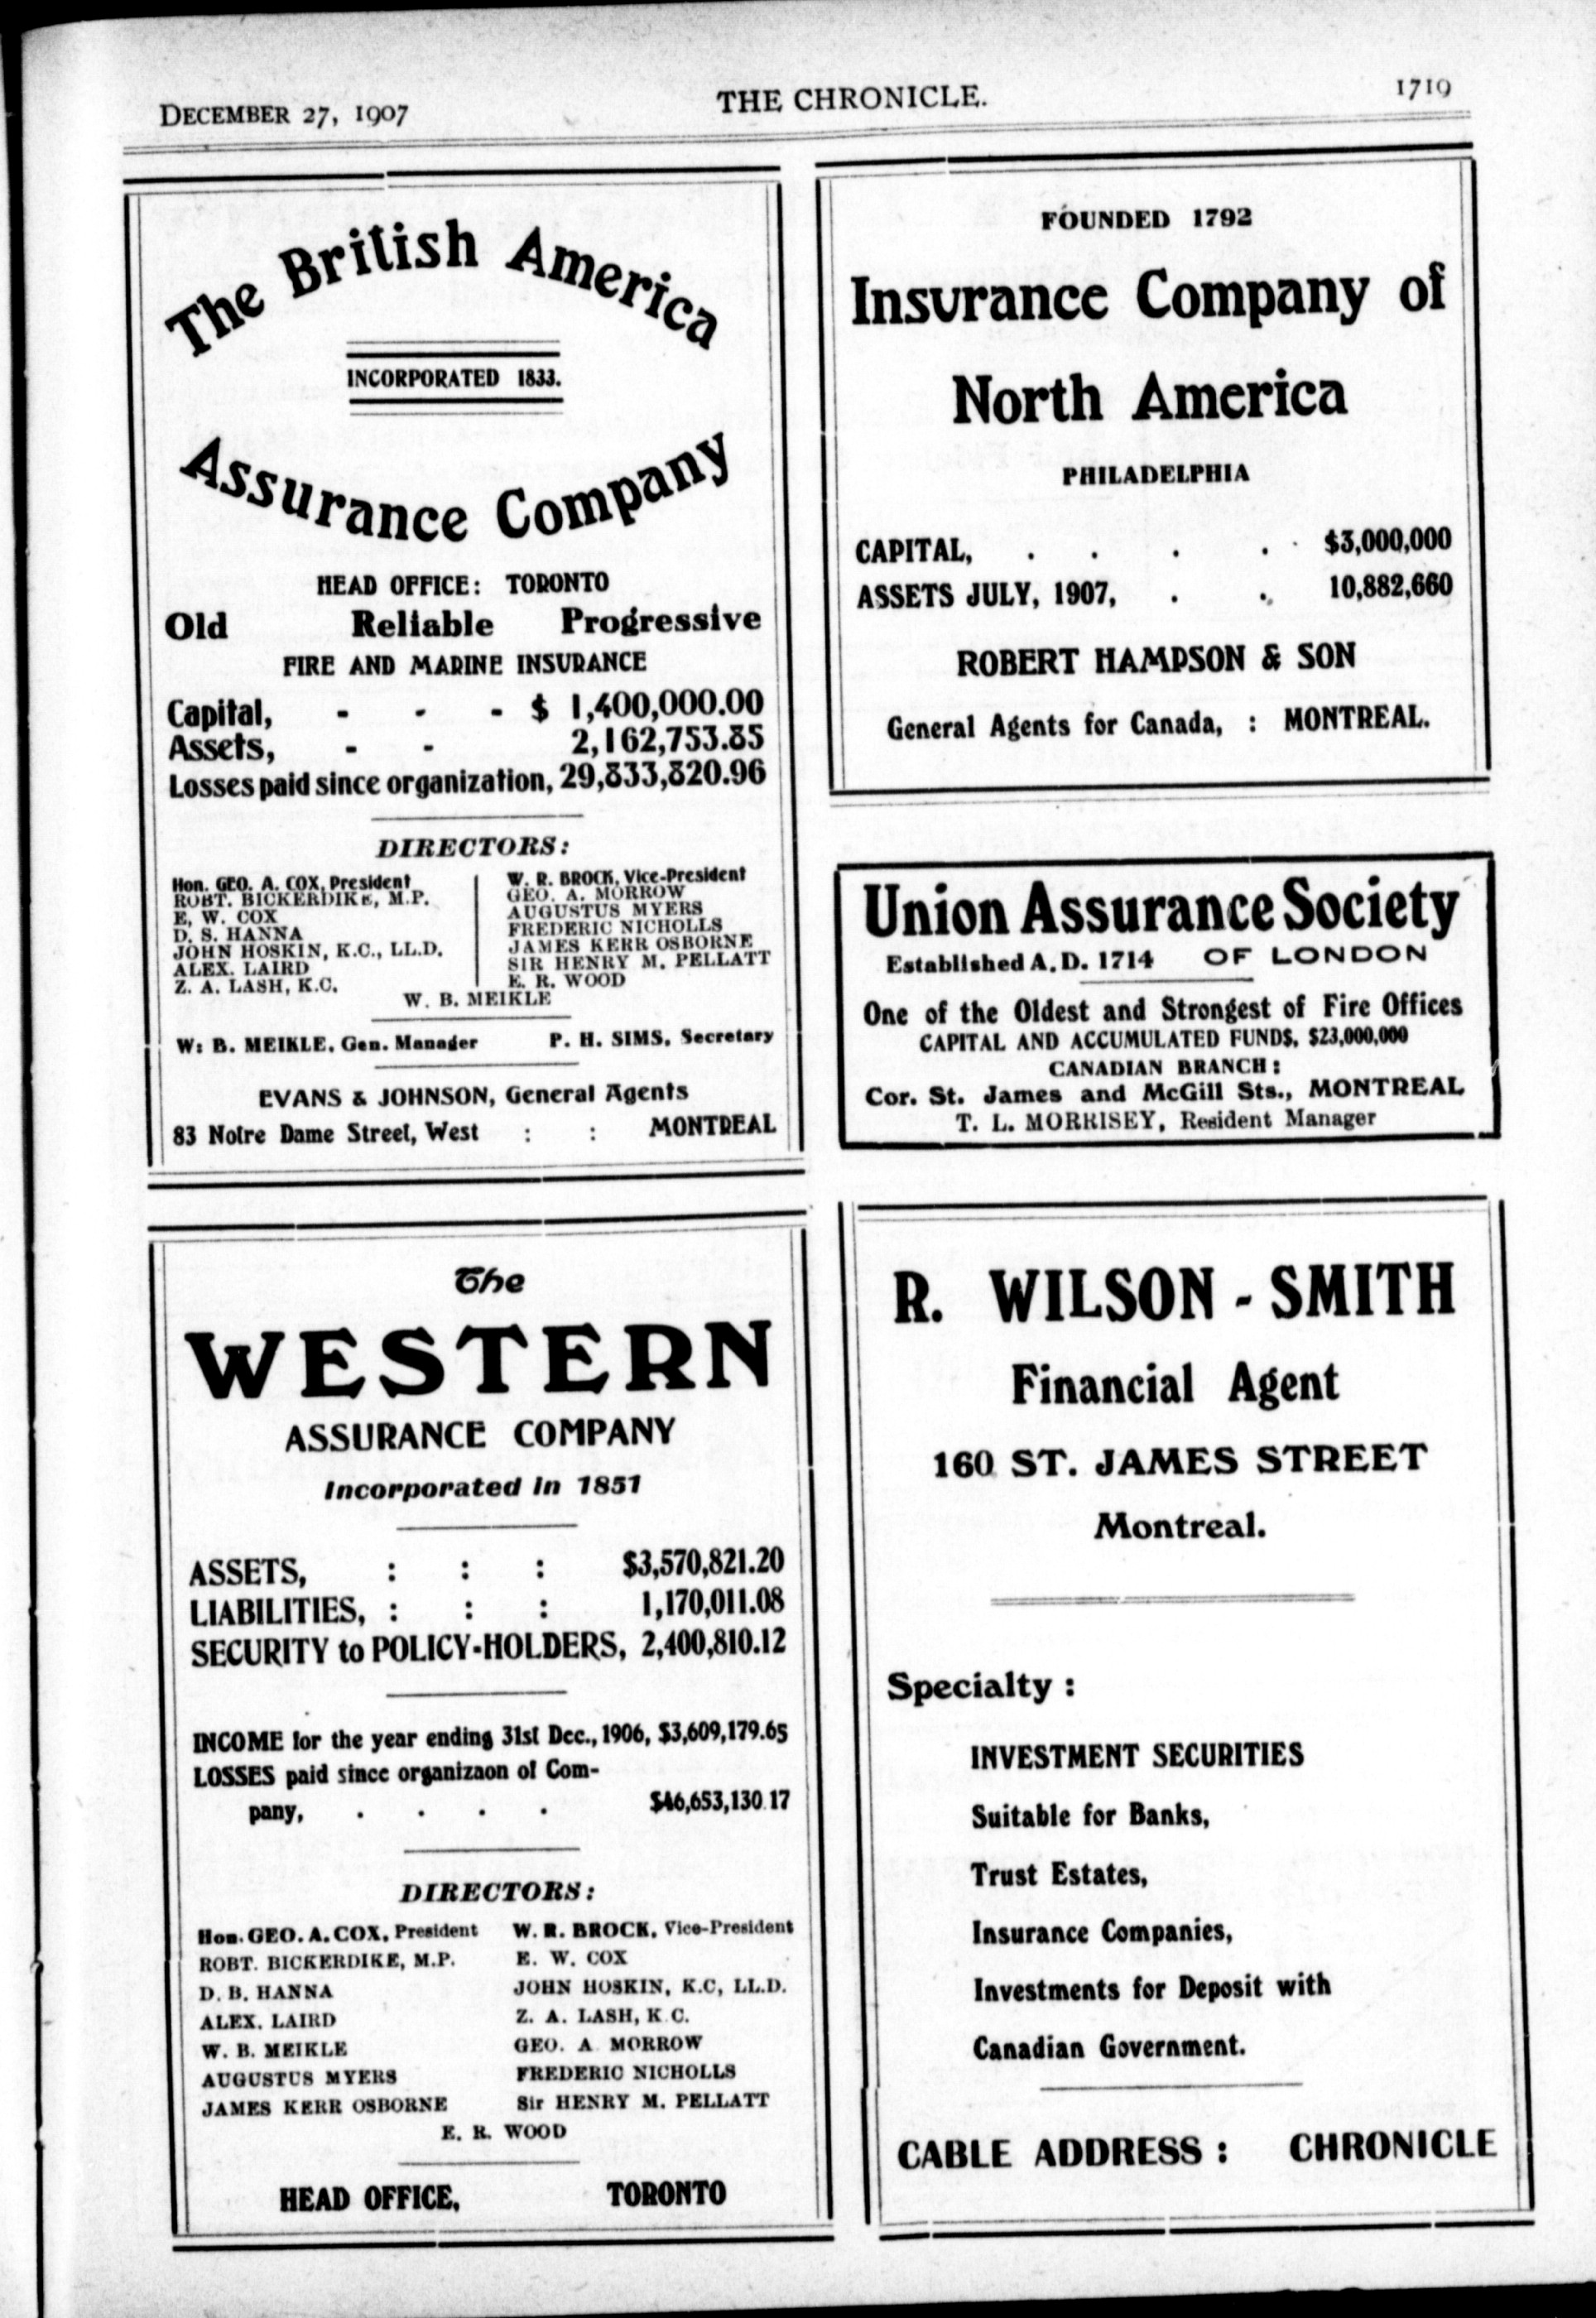 DECEMBER 27, 1907
THE CHRONICLE.
1719
The British America
INCORPORATED 1833.
Assurance Company
HEAD OFFICE: TORONTO
Old Reliable Progressive
FIRE AND MARINE INSURANCE
Capital, - - - $ 1,400,000.00
Assets, - - 2,162,753.85
Losses paid since organization, 29,833,820.96
DIRECTORS:
Hon. GEO. A. COX, President
ROBT. BICKERDIKE, M.P.
E. W. COX
D. S. HANNA
JOHN HOSKIN, K.C., LL.D.
ALEX. LAIRD
Z. A. LASH, K.C.
W. R. BROCK, Vice-President
GEO. A. MORROW
AUGUSTUS MYERS
FREDERIC NICHOLLS
JAMES KERR OSBORNE
SIR HENRY M. PELLATT
E. R. WOOD
W. B. MEIKLE
W: B. MEIKLE, Gen. Manager P. H. SIMS, Secretary
EVANS & JOHNSON, General Agents
83 Notre Dame Street, West : : MONTREAL
FOUNDED 1792
Insurance Company of
North America
PHILADELPHIA
CAPITAL, . . . . $3,000,000
ASSETS JULY, 1907, . . 10,882,660
ROBERT HAMPSON & SON
General Agents for Canada, : MONTREAL.
Union Assurance Society
Established A.D. 1714 OF LONDON
One of the Oldest and Strongest of Fire Offices
CAPITAL AND ACCUMULATED FUNDS, $23,000,000
CANADIAN BRANCH:
Cor. St. James and McGill Sts., MONTREAL
T. L. MORRISEY, Resident Manager
The
WESTERN
ASSURANCE COMPANY
Incorporated in 1851
ASSETS, : : : $3,570,821.20
LIABILITIES, : : : 1,170,011.08
SECURITY to POLICY-HOLDERS, 2,400,810.12
INCOME for the year ending 31st Dec., 1906, $3,609,179.65
LOSSES paid since organizaon of Com-
pany, . . . . $46,653,130.17
DIRECTORS:
Hon. GEO. A. COX, President W. R. BROCK, Vice-President
ROBT. BICKERDIKE, M.P. E. W. COX
D. B. HANNA JOHN HOSKIN, K.C, LL.D.
ALEX. LAIRD Z. A. LASH, K.C.
W. B. MEIKLE GEO. A. MORROW
AUGUSTUS MYERS FREDERIC NICHOLLS
JAMES KERR OSBORNE Sir HENRY M. PELLATT
E. R. WOOD
HEAD OFFICE, TORONTO
R. WILSON-SMITH
Financial Agent
160 ST. JAMES STREET
Montreal.
Specialty :
INVESTMENT SECURITIES
Suitable for Banks,
Trust Estates,
Insurance Companies,
Investments for Deposit with
Canadian Government.
CABLE ADDRESS : CHRONICLE